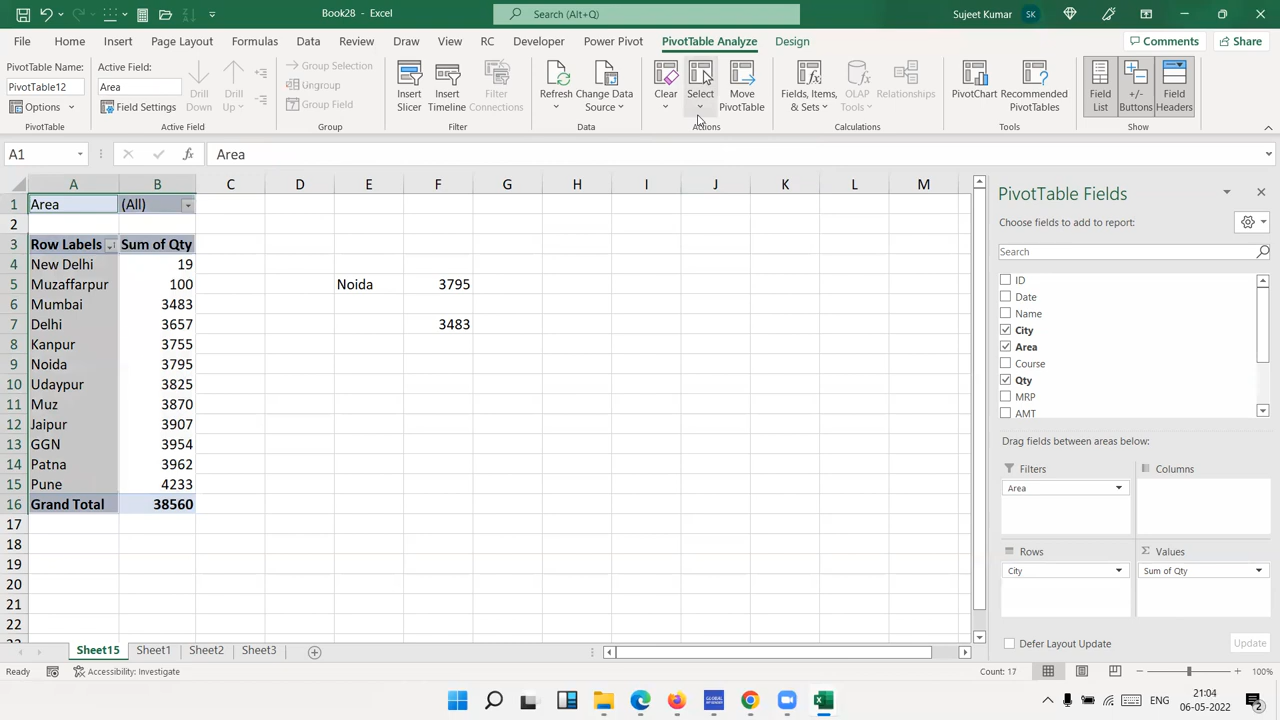 Book28 - Excel
Search (Alt+Q)
Sujeet Kumar
SK
File Home Insert Page Layout Formulas Data Review Draw View RC Developer Power Pivot PivotTable Analyze Design
Comments Share
PivotTable Name:
PivotTable12
Options
PivotTable
Active Field:
Area
Field Settings
Drill Down
Drill Up
Active Field
Group Selection
Ungroup
Group Field
Group
Insert Slicer
Insert Timeline
Filter Connections
Filter
Refresh
Change Data Source
Data
Clear
Select
Move PivotTable
Actions
Fields, Items, & Sets
OLAP Tools
Relationships
Calculations
PivotChart
Recommended PivotTables
Tools
Field List
+/- Buttons
Field Headers
Show
A1
fx
Area
A B C D E F G H I J K L M
1 Area (All)
2
3 Row Labels Sum of Qty
4 New Delhi 19
5 Muzaffarpur 100 Noida 3795
6 Mumbai 3483
7 Delhi 3657 3483
8 Kanpur 3755
9 Noida 3795
10 Udaypur 3825
11 Muz 3870
12 Jaipur 3907
13 GGN 3954
14 Patna 3962
15 Pune 4233
16 Grand Total 38560
17
18
19
20
21
22
PivotTable Fields
Choose fields to add to report:
Search
ID
Date
Name
City
Area
Course
Qty
MRP
AMT
Drag fields between areas below:
Filters
Area
Columns
Rows
City
Σ Values
Sum of Qty
Defer Layout Update
Update
Sheet15 Sheet1 Sheet2 Sheet3
Ready
Accessibility: Investigate
Count: 17
100%
ENG
21:04
06-05-2022
2